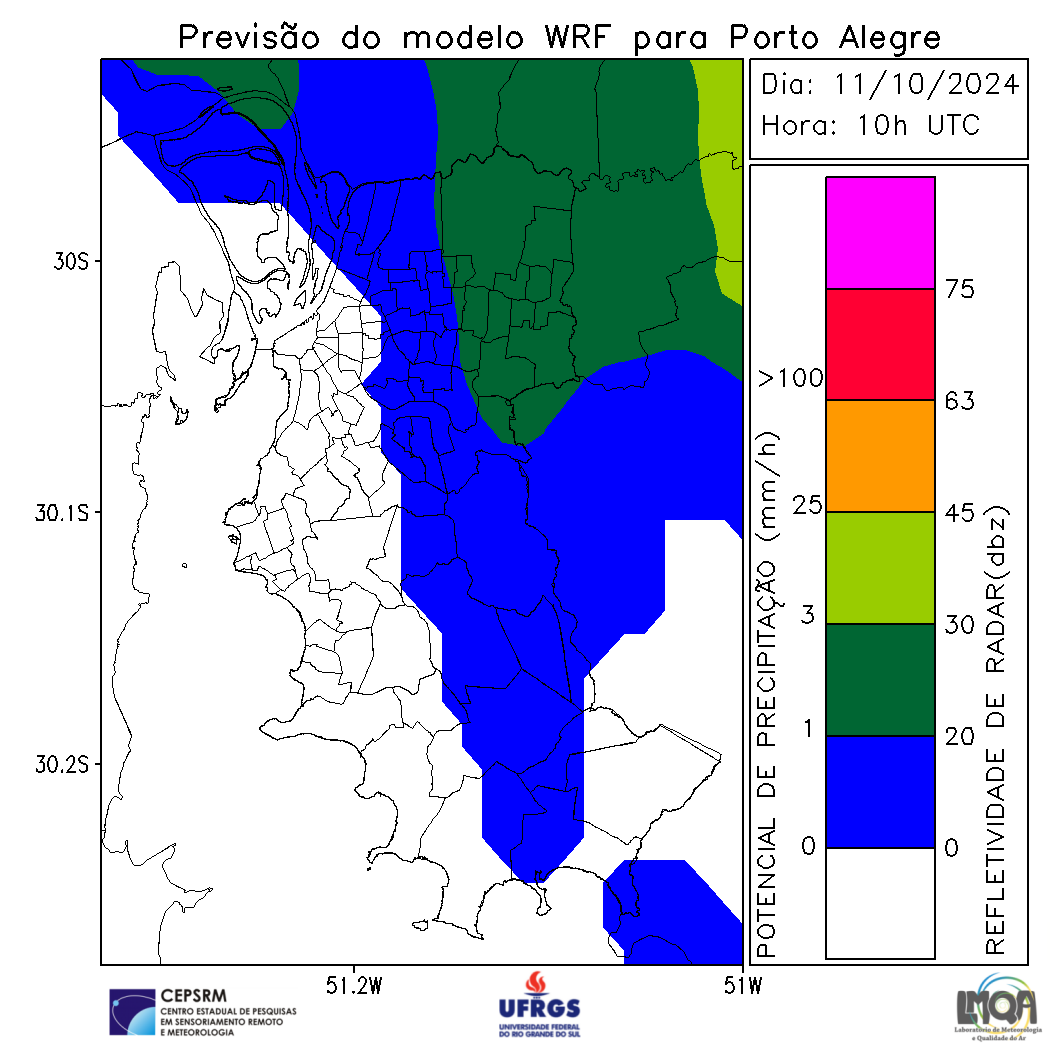 Previsão do modelo WRF para Porto Alegre
Dia: 11/10/2024
Hora: 10h UTC
30S
30.1S
30.2S
51.2W
51W
POTENCIAL DE PRECIPITAÇÃO (mm/h)
>100
25
3
1
0
75
63
45
30
20
0
REFLETIVIDADE DE RADAR(dbz)
CEPSRM
CENTRO ESTADUAL DE PESQUISAS
EM SENSORIAMENTO REMOTO
E METEOROLOGIA
UFRGS
UNIVERSIDADE FEDERAL
DO RIO GRANDE DO SUL
LMQA
Laboratório de Meteorologia
e Qualidade do Ar